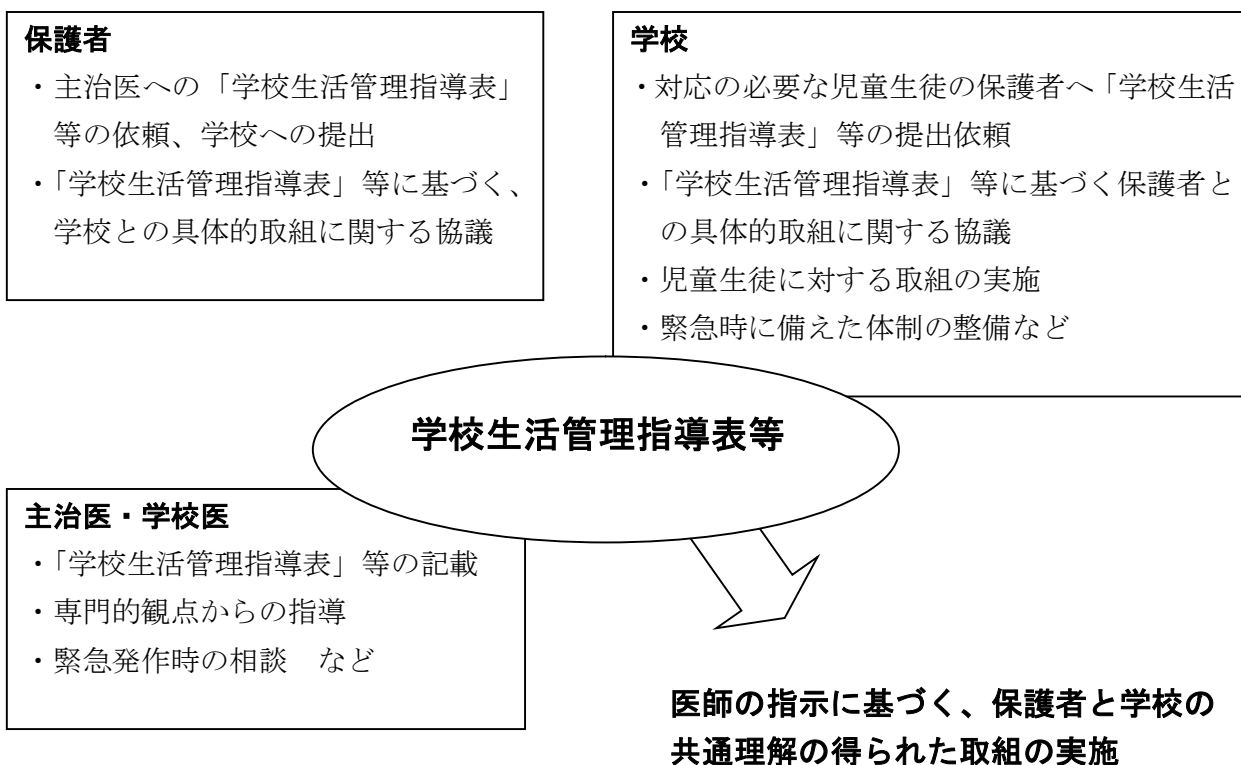 保護者
・主治医への「学校生活管理指導表」
等の依頼、学校への提出
・「学校生活管理指導表」等に基づく、
学校との具体的取組に関する協議
学校
・対応の必要な児童生徒の保護者へ「学校生活
管理指導表」等の提出依頼
・「学校生活管理指導表」等に基づく保護者と
の具体的取組に関する協議
・児童生徒に対する取組の実施
・緊急時に備えた体制の整備など
学校生活管理指導表等
主治医・学校医
・「学校生活管理指導表」等の記載
・専門的観点からの指導
・緊急発作時の相談　など
医師の指示に基づく、保護者と学校の
共通理解の得られた取組の実施